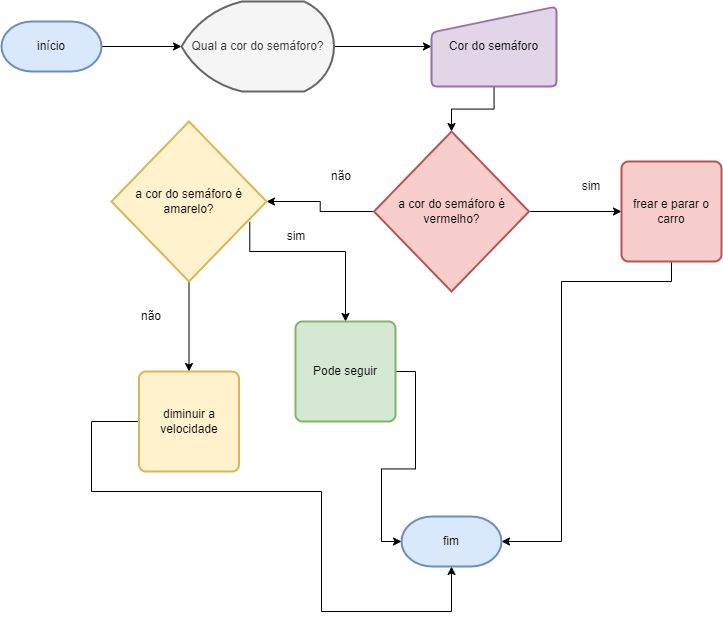 início
Qual a cor do semáforo?
Cor do semáforo
não
a cor do semáforo é
vermelho?
sim
frear e parar o
carro
a cor do semáforo é
amarelo?
sim
não
Pode seguir
diminuir a
velocidade
fim